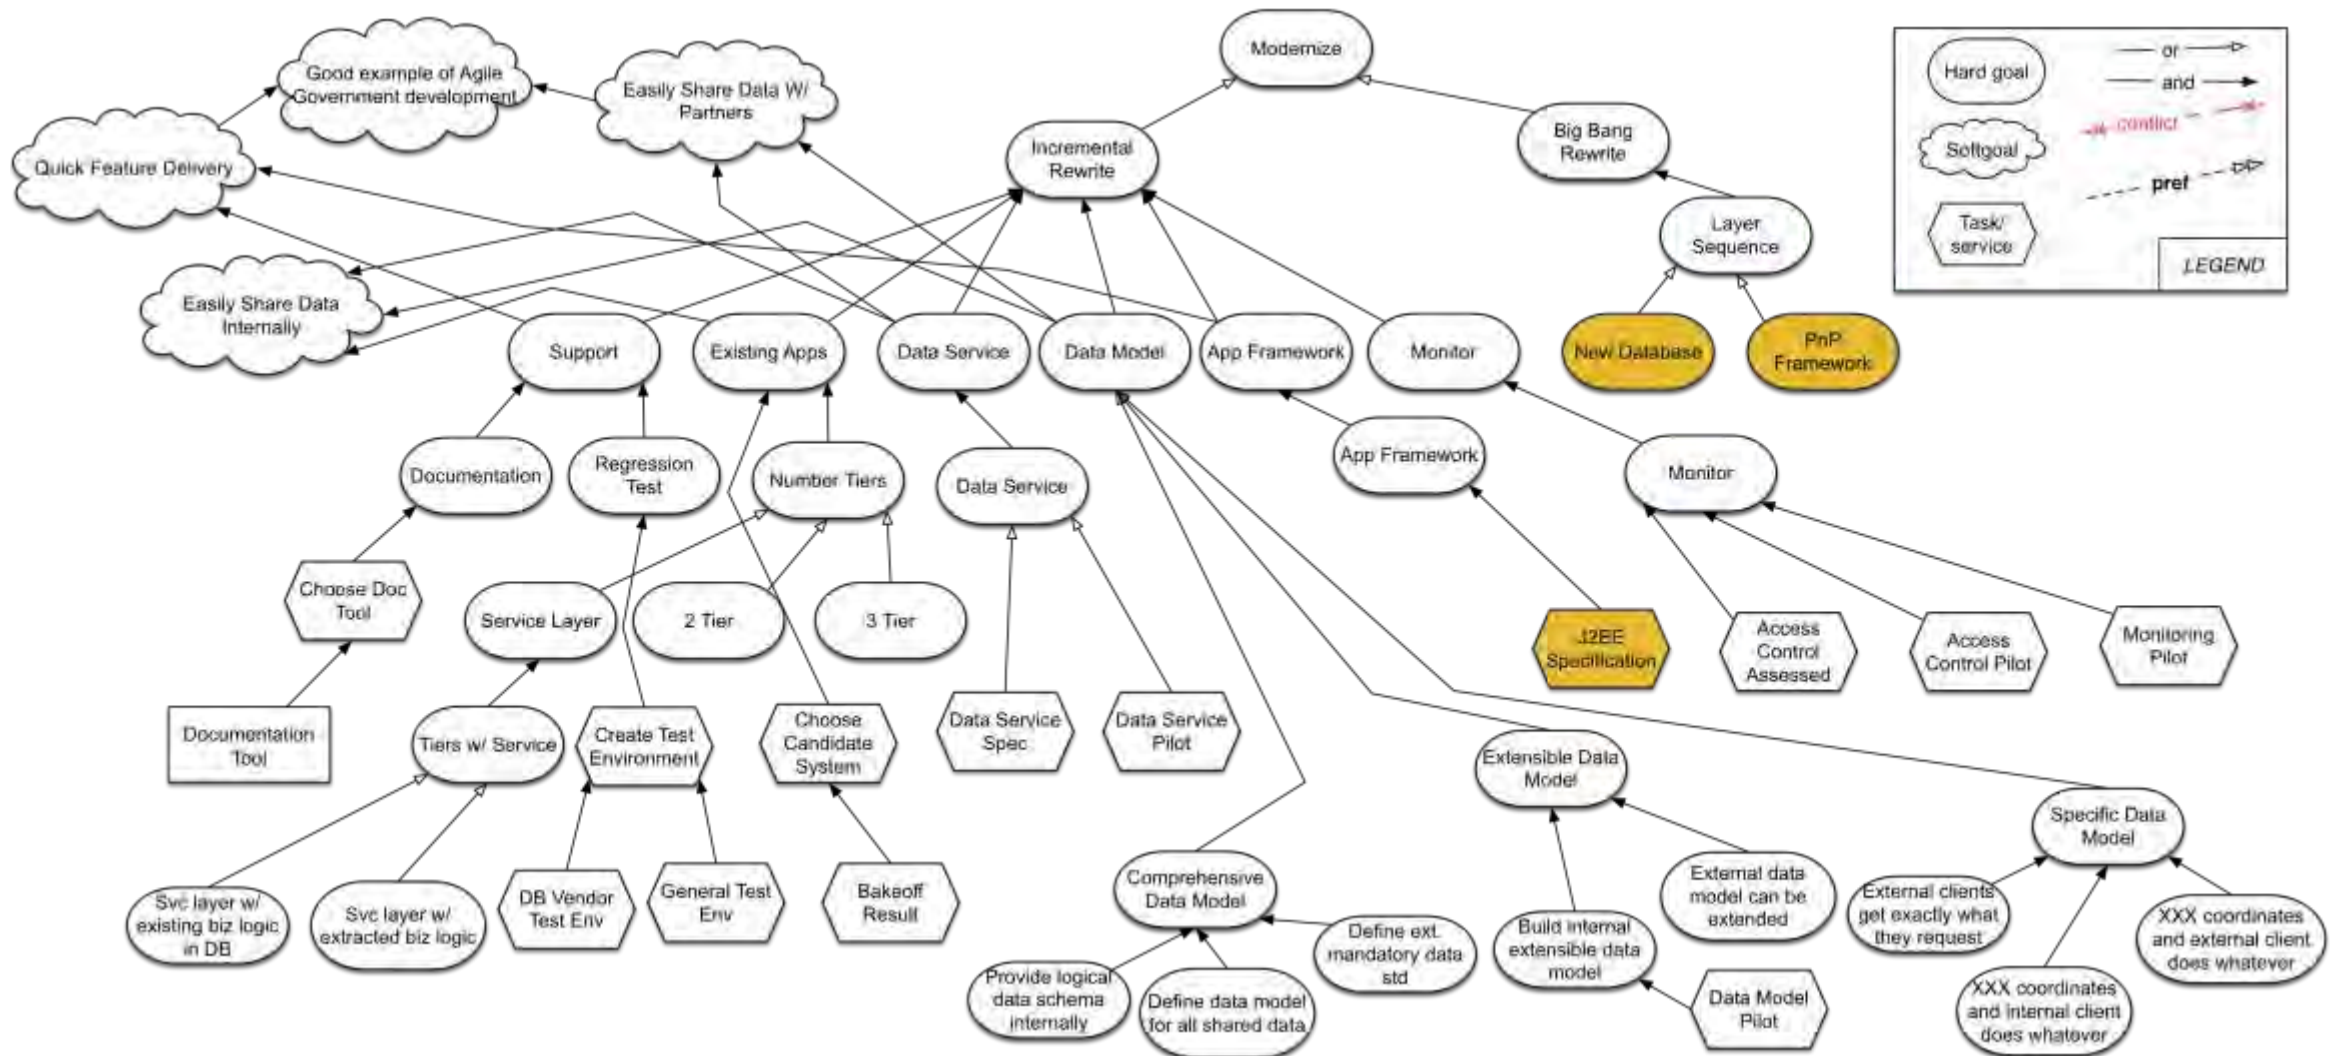 Modernize
or
Hard goal
Good example of Agile
Government development
Easily Share Data W/
Partners
and
conflict
Big Bang
Rewrite
Incremental
Rewrite
Softgoal
Quick Feature Delivery
pref
Task/
service
Layer
Sequence
LEGEND
Easily Share Data
Internally
Support
Existing Apps
Data Service
Data Model
App Framework
Monitor
New Database
PnP
Framework
Documentation
Regression
Test
Number Tiers
Data Service
App Framework
Monitor
Choose Doc
Tool
Service Layer
2 Tier
3 Tier
J2EE
Specification
Access
Control
Assessed
Access
Control Pilot
Monitoring
Pilot
Documentation
Tool
Tiers w/ Service
Create Test
Environment
Choose
Candidate
System
Data Service
Spec
Data Service
Pilot
Extensible Data
Model
Specific Data
Model
Svc layer w/
existing biz logic
in DB
Svc layer w/
extracted biz logic
DB Vendor
Test Env
General Test
Env
Bakeoff
Result
Comprehensive
Data Model
External data
model can be
extended
External clients
get exactly what
they request
XXX coordinates
and external client
does whatever
Define ext.
mandatory data
std
Build internal
extensible data
model
Provide logical
data schema
internally
Define data model
for all shared data
Data Model
Pilot
XXX coordinates
and internal client
does whatever